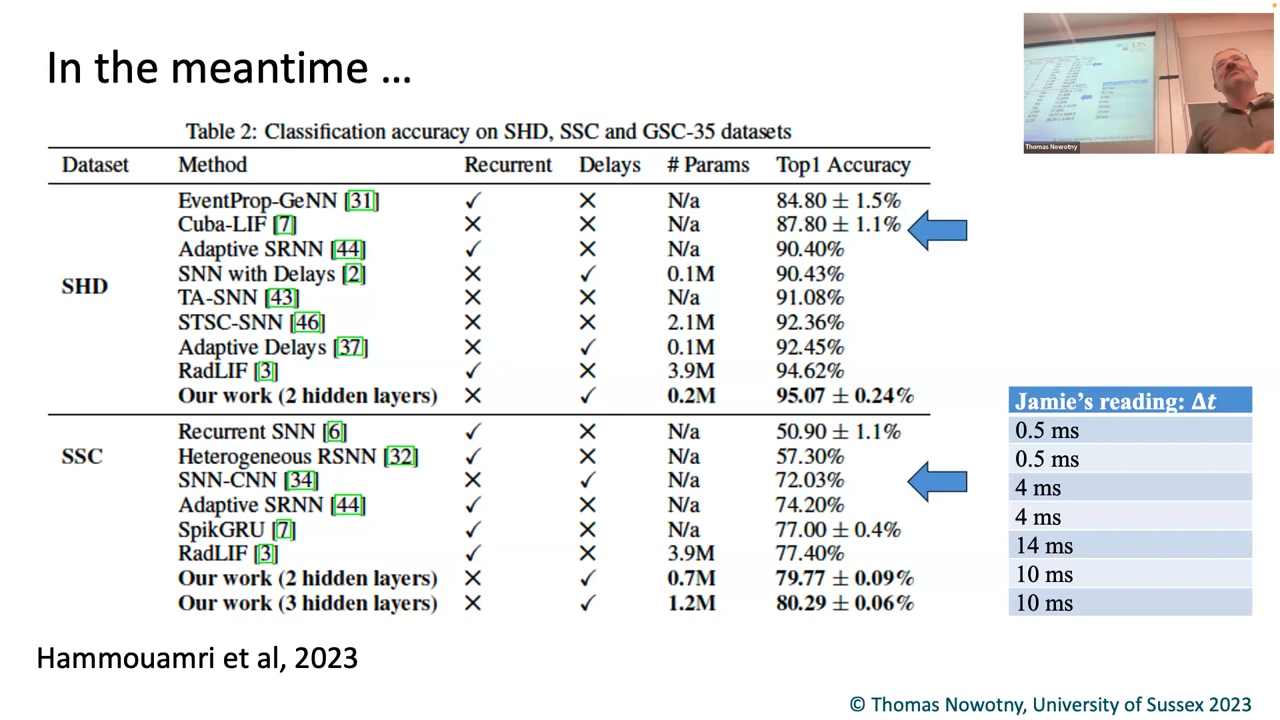 In the meantime ...
Thomas Nowotny
Table 2: Classification accuracy on SHD, SSC and GSC-35 datasets
Dataset Method Recurrent Delays # Params Top1 Accuracy
SHD
EventProp-GeNN [31] ✓ ✕ N/a 84.80 ± 1.5%
Cuba-LIF [7] ✕ ✕ N/a 87.80 ± 1.1%
Adaptive SRNN [44] ✓ ✕ N/a 90.40%
SNN with Delays [2] ✕ ✓ 0.1M 90.43%
TA-SNN [43] ✕ ✕ N/a 91.08%
STSC-SNN [46] ✕ ✕ 2.1M 92.36%
Adaptive Delays [37] ✕ ✓ 0.1M 92.45%
RadLIF [3] ✓ ✕ 3.9M 94.62%
Our work (2 hidden layers) ✕ ✓ 0.2M 95.07 ± 0.24%
SSC
Recurrent SNN [6] ✓ ✕ N/a 50.90 ± 1.1%
Heterogeneous RSNN [32] ✓ ✕ N/a 57.30%
SNN-CNN [34] ✕ ✓ N/a 72.03%
Adaptive SRNN [44] ✓ ✕ N/a 74.20%
SpikGRU [7] ✓ ✕ N/a 77.00 ± 0.4%
RadLIF [3] ✓ ✕ 3.9M 77.40%
Our work (2 hidden layers) ✕ ✓ 0.7M 79.77 ± 0.09%
Our work (3 hidden layers) ✕ ✓ 1.2M 80.29 ± 0.06%
Jamie's reading: Δt
0.5 ms
0.5 ms
4 ms
4 ms
14 ms
10 ms
10 ms
Hammouamri et al, 2023
© Thomas Nowotny, University of Sussex 2023